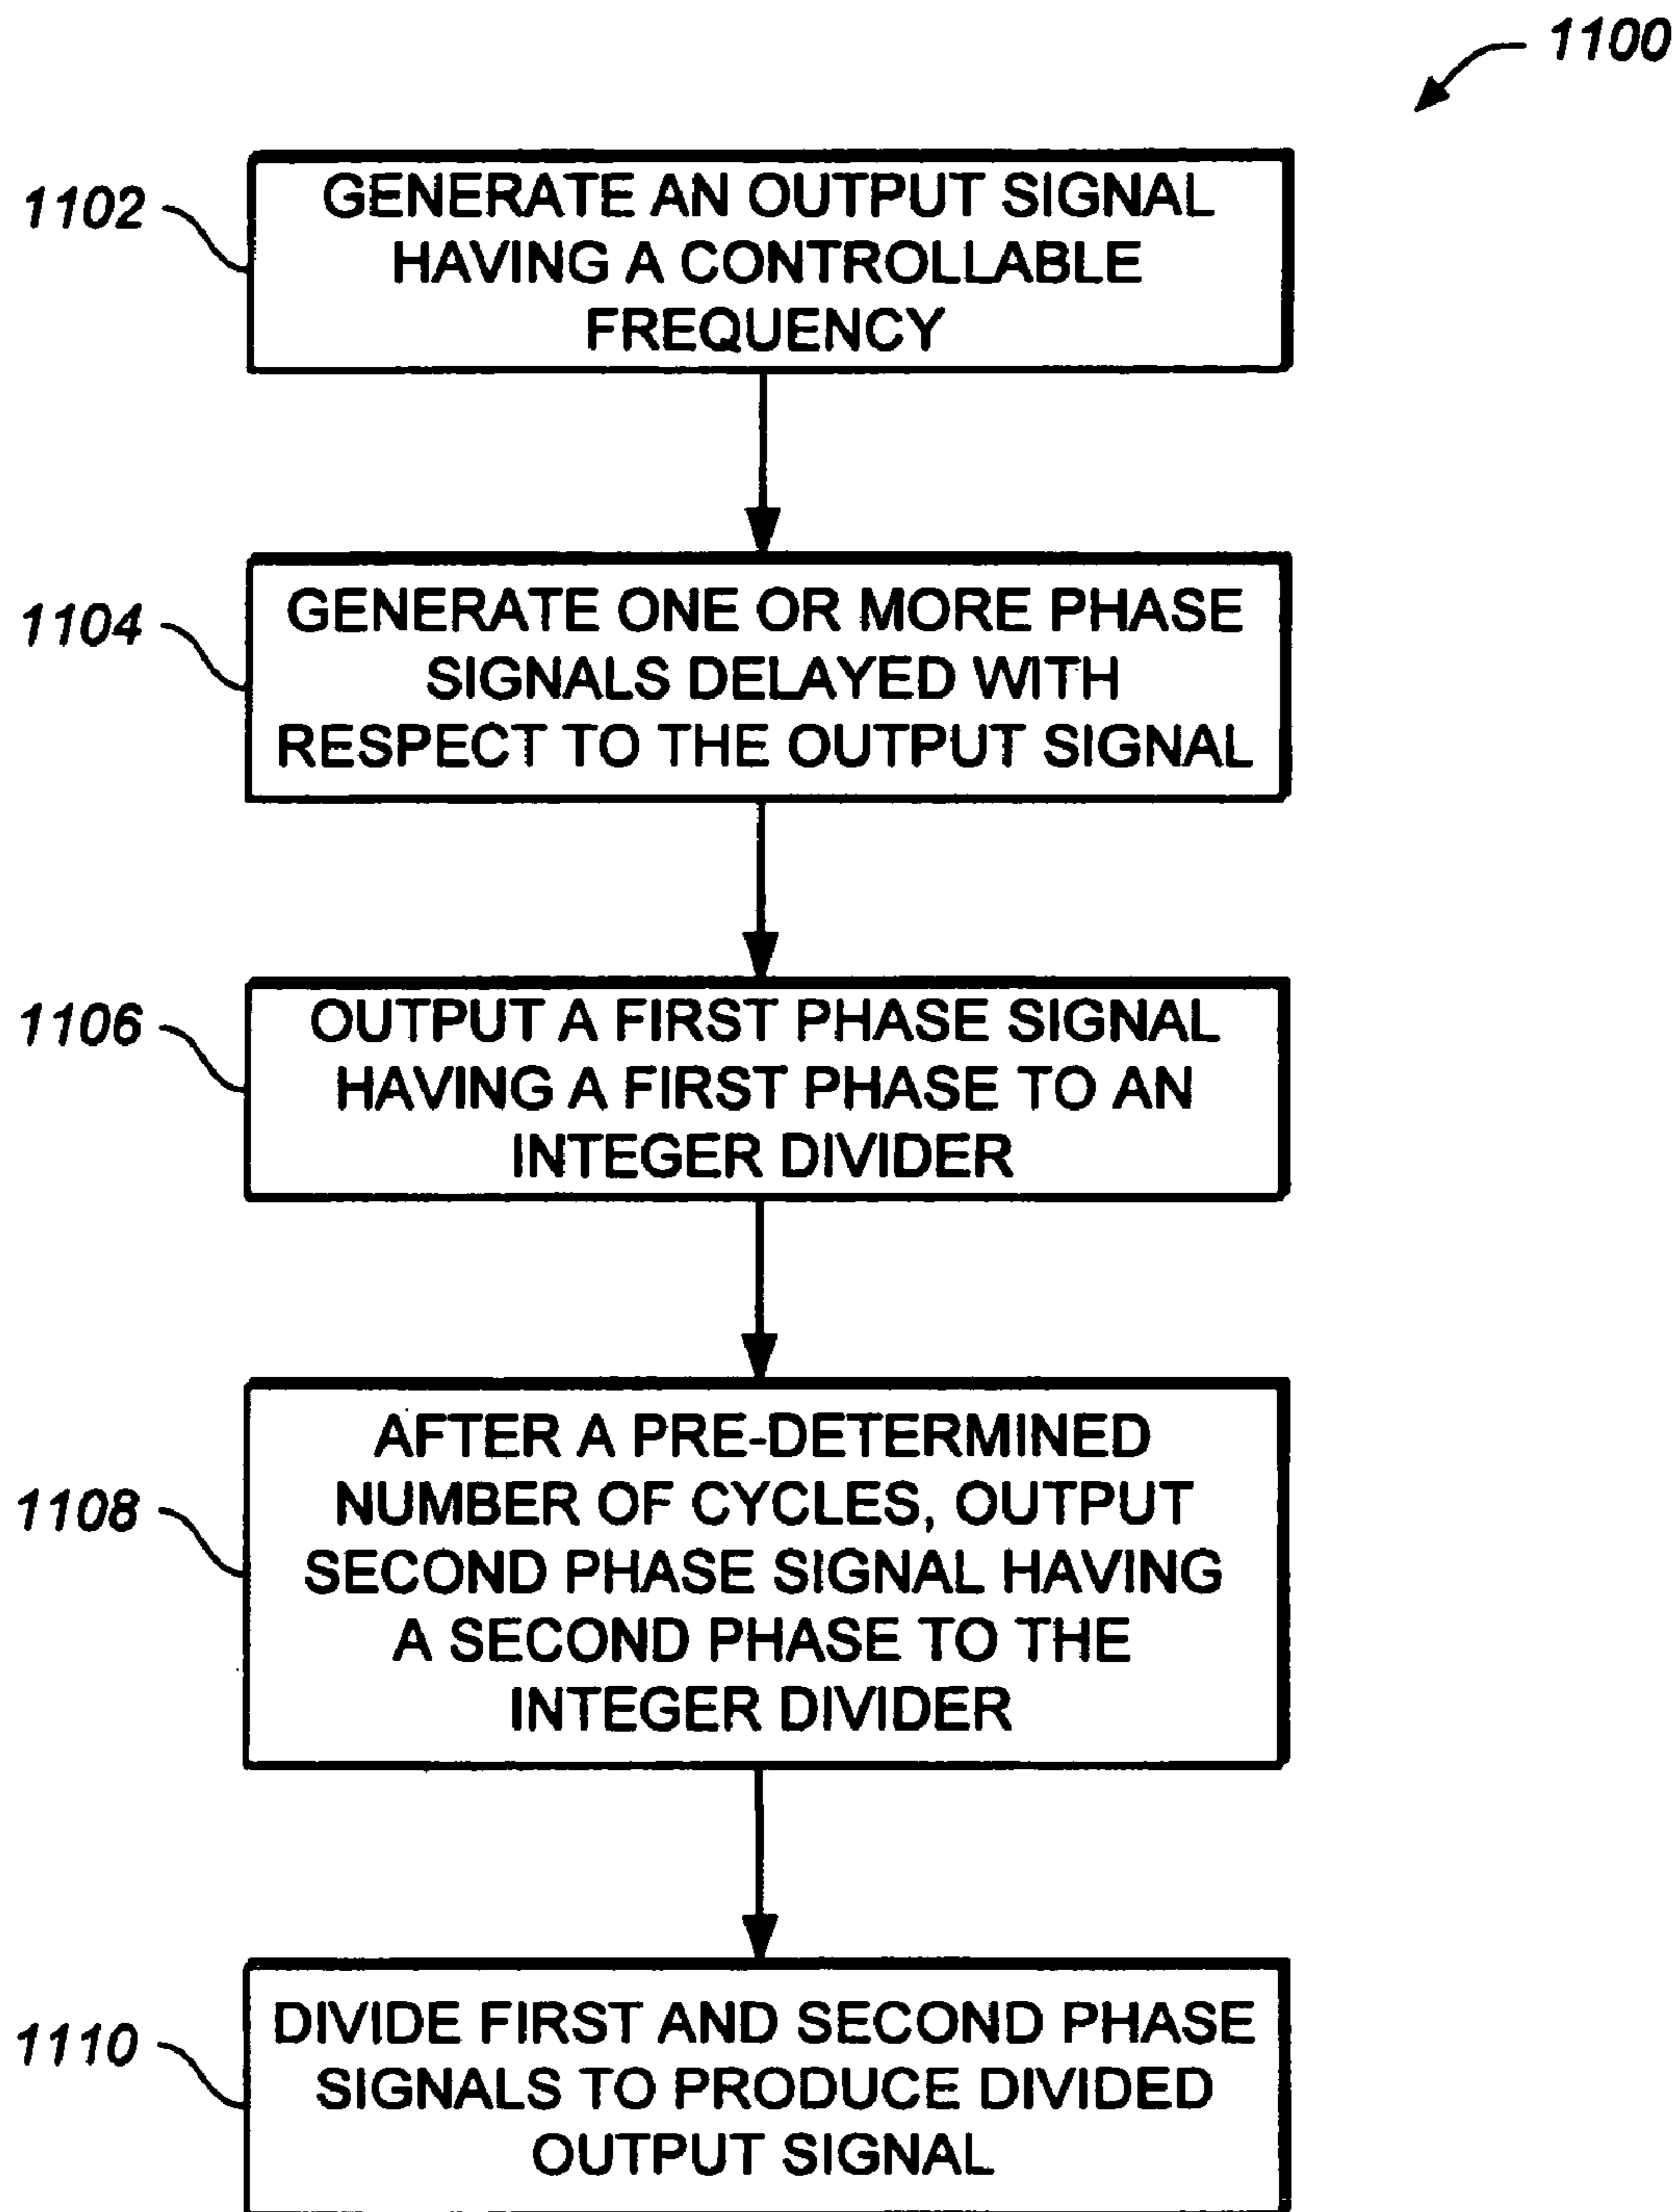 1100
1102
GENERATE AN OUTPUT SIGNAL
HAVING A CONTROLLABLE
FREQUENCY
1104
GENERATE ONE OR MORE PHASE
SIGNALS DELAYED WITH
RESPECT TO THE OUTPUT SIGNAL
1106
OUTPUT A FIRST PHASE SIGNAL
HAVING A FIRST PHASE TO AN
INTEGER DIVIDER
1108
AFTER A PRE-DETERMINED
NUMBER OF CYCLES, OUTPUT
SECOND PHASE SIGNAL HAVING
A SECOND PHASE TO THE
INTEGER DIVIDER
1110
DIVIDE FIRST AND SECOND PHASE
SIGNALS TO PRODUCE DIVIDED
OUTPUT SIGNAL